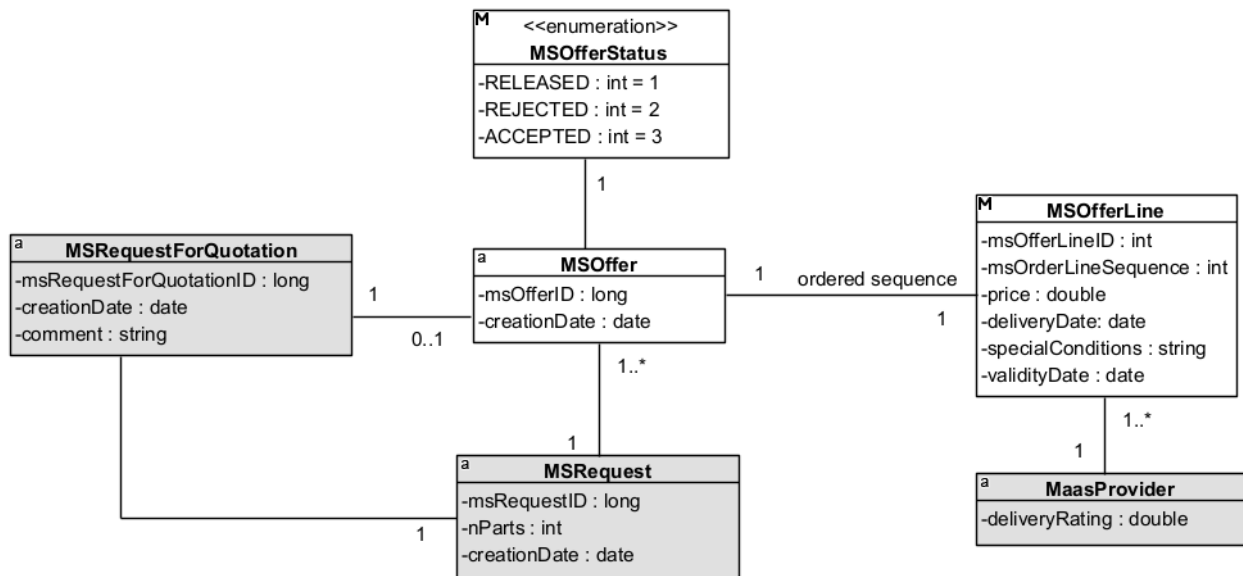 M
<<enumeration>>
MSOfferStatus
-RELEASED : int = 1
-REJECTED : int = 2
-ACCEPTED : int = 3
1
M
MSOfferLine
-msOfferLineID : int
-msOrderLineSequence : int
-price : double
-deliveryDate: date
-specialConditions : string
-validityDate : date
a
MSRequestForQuotation
-msRequestForQuotationID : long
-creationDate : date
-comment : string
1
0..1
a
MSOffer
-msOfferID : long
-creationDate : date
1
ordered sequence
1
1..*
1
1..*
1
a
MSRequest
-msRequestID : long
-nParts : int
-creationDate : date
1
a
MaasProvider
-deliveryRating : double